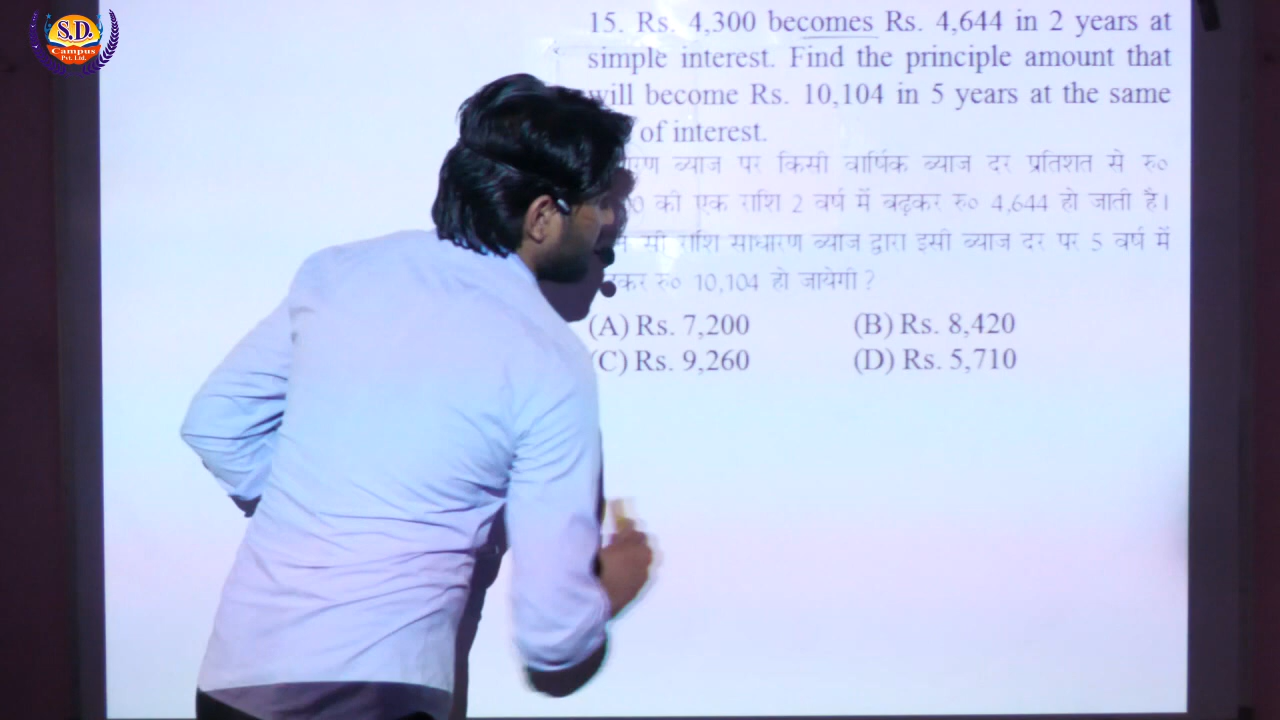 S.D.
Campus
Pvt. Ltd.
15. Rs. 4,300 becomes Rs. 4,644 in 2 years at
simple interest. Find the principle amount that
will become Rs. 10,104 in 5 years at the same
of interest.
ब्याज पर किसी वार्षिक ब्याज दर प्रतिशत से रु०
की एक राशि 2 वर्ष में बढ़कर रु० 4,644 हो जाती है।
सी राशि साधारण ब्याज द्वारा इसी ब्याज दर पर 5 वर्ष में
रु० 10,104 हो जायेगी ?
(A) Rs. 7,200 (B) Rs. 8,420
(C) Rs. 9,260 (D) Rs. 5,710